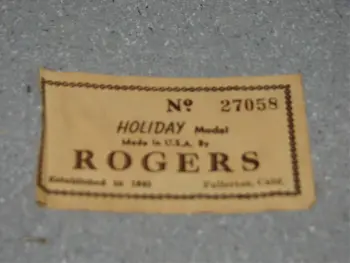 Nº 27058
HOLIDAY Model
Made in U.S.A. By
ROGERS
Established in 1849 Fullerton, Calif.